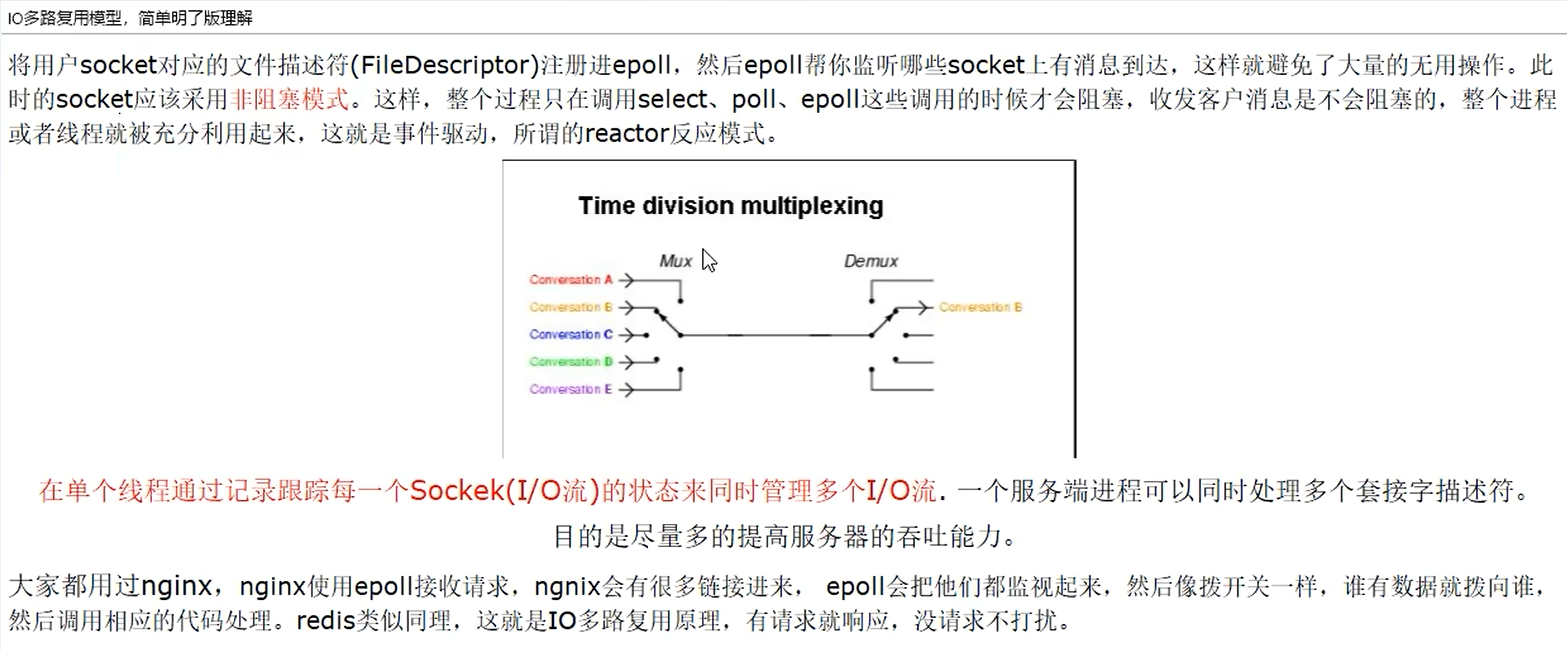 IO多路复用模型，简单明了版理解
将用户socket对应的文件描述符(FileDescriptor)注册进epoll，然后epoll帮你监听哪些socket上有消息到达，这样就避免了大量的无用操作。此
时的socket应该采用非阻塞模式。这样，整个过程只在调用select、poll、epoll这些调用的时候才会阻塞，收发客户消息是不会阻塞的，整个进程
或者线程就被充分利用起来，这就是事件驱动，所谓的reactor反应模式。
Time division multiplexing
Mux Demux
Conversation A
Conversation B Conversation B
Conversation C
Conversation D
Conversation E
在单个线程通过记录跟踪每一个Sockek(I/O流)的状态来同时管理多个I/O流. 一个服务端进程可以同时处理多个套接字描述符。
目的是尽量多的提高服务器的吞吐能力。
大家都用过nginx，nginx使用epoll接收请求，ngnix会有很多链接进来， epoll会把他们都监视起来，然后像拨开关一样，谁有数据就拨向谁，
然后调用相应的代码处理。redis类似同理，这就是IO多路复用原理，有请求就响应，没请求不打扰。